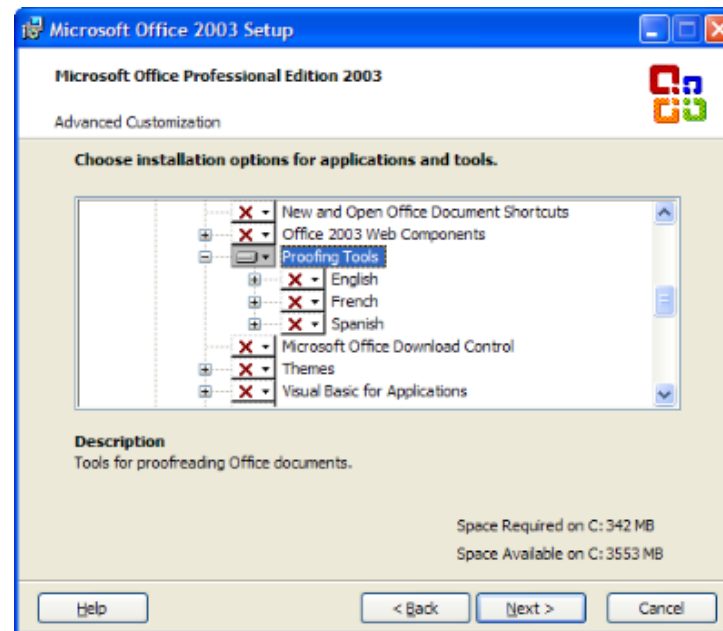 Microsoft Office 2003 Setup
Microsoft Office Professional Edition 2003
Advanced Customization
Choose installation options for applications and tools.
New and Open Office Document Shortcuts
Office 2003 Web Components
Proofing Tools
English
French
Spanish
Microsoft Office Download Control
Themes
Visual Basic for Applications
Description
Tools for proofreading Office documents.
Space Required on C: 342 MB
Space Available on C: 3553 MB
Help
< Back
Next >
Cancel